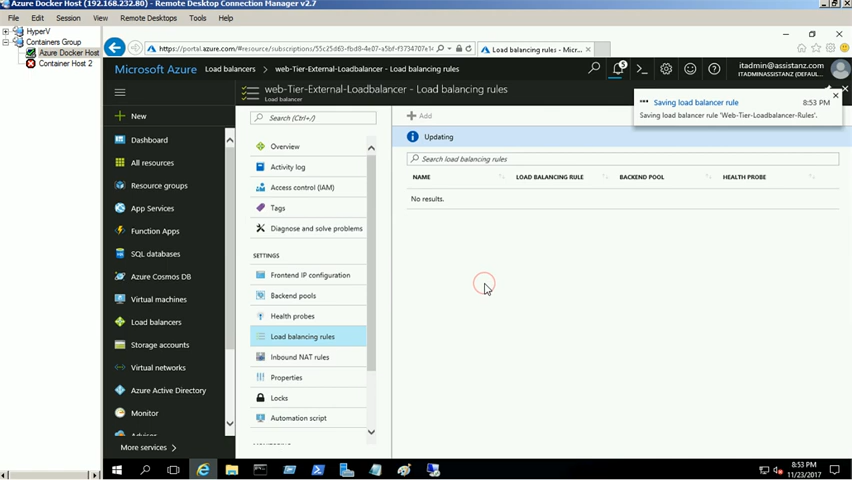 Azure Docker Host (192.168.232.80) - Remote Desktop Connection Manager v2.7
File Edit Session View Remote Desktops Tools Help
HyperV
Containers Group
Azure Docker Host
Container Host 2
Load balancing rules - Micr...
Microsoft Azure Load balancers > web-Tier-External-Loadbalancer - Load balancing rules
itadmin@assistanz.com
ITADMINASSISTANZ (DEFAUL...
5
web-Tier-External-Loadbalancer - Load balancing rules
Load balancer
Saving load balancer rule 8:53 PM
Saving load balancer rule 'Web-Tier-Loadbalancer-Rules'.
New
Dashboard
All resources
Resource groups
App Services
Function Apps
SQL databases
Azure Cosmos DB
Virtual machines
Load balancers
Storage accounts
Virtual networks
Azure Active Directory
Monitor
Advisor
More services
Search (Ctrl+/)
Overview
Activity log
Access control (IAM)
Tags
Diagnose and solve problems
SETTINGS
Frontend IP configuration
Backend pools
Health probes
Load balancing rules
Inbound NAT rules
Properties
Locks
Automation script
Add
Updating
Search load balancing rules
NAME LOAD BALANCING RULE BACKEND POOL HEALTH PROBE
No results.
8:53 PM
11/23/2017